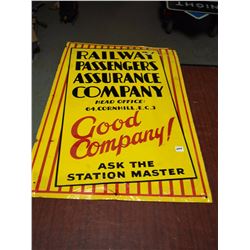 RAILWAY
PASSENGERS
ASSURANCE
COMPANY
HEAD OFFICE:
64, CORNHILL, E.C.3
Good
Company!
ASK THE
STATION MASTER